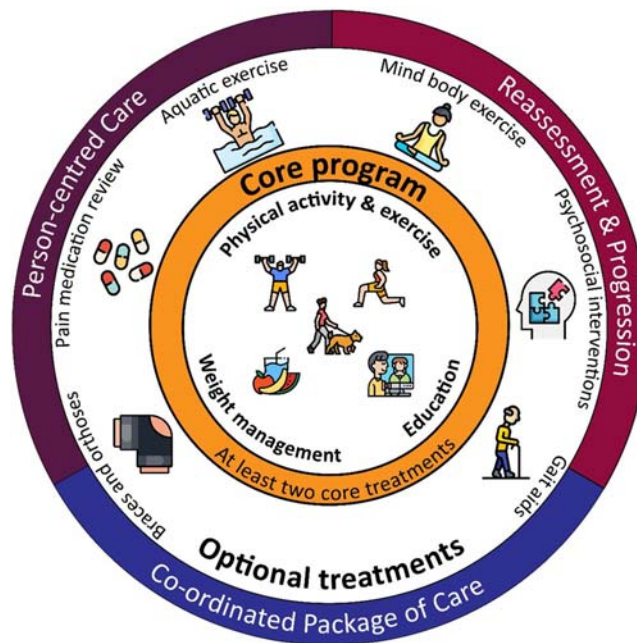 Person-centred Care
Reassessment & Progression
Aquatic exercise
Mind body exercise
Pain medication review
Psychosocial interventions
Braces and orthoses
Gait aids
Core program
Physical activity & exercise
Weight management
Education
At least two core treatments
Optional treatments
Co-ordinated Package of Care